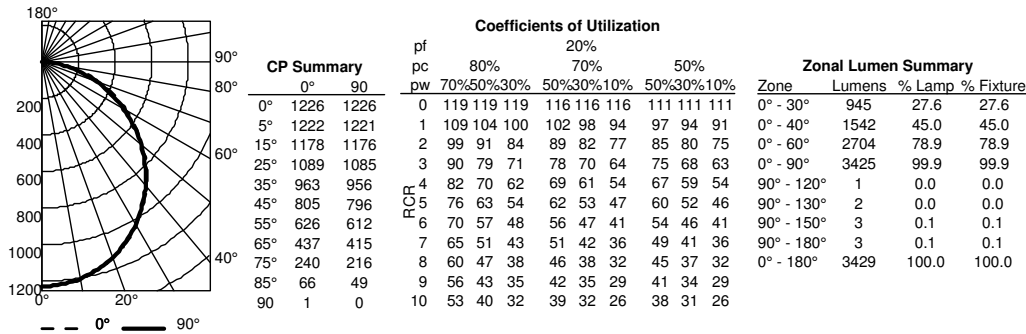 180°
90°
80°
60°
40°
200
400
600
800
1000
1200
0° 20°
0° 90°
CP Summary
0° 90
0° 1226 1226
5° 1222 1221
15° 1178 1176
25° 1089 1085
35° 963 956
45° 805 796
55° 626 612
65° 437 415
75° 240 216
85° 66 49
90 1 0
Coefficients of Utilization
pf 20%
pc 80% 70% 50%
pw 70%50%30% 50%30%10% 50%30%10%
RCR
0 119 119 119 116 116 116 111 111 111
1 109 104 100 102 98 94 97 94 91
2 99 91 84 89 82 77 85 80 75
3 90 79 71 78 70 64 75 68 63
4 82 70 62 69 61 54 67 59 54
5 76 63 54 62 53 47 60 52 46
6 70 57 48 56 47 41 54 46 41
7 65 51 43 51 42 36 49 41 36
8 60 47 38 46 38 32 45 37 32
9 56 43 35 42 35 29 41 34 29
10 53 40 32 39 32 26 38 31 26
Zonal Lumen Summary
Zone Lumens % Lamp % Fixture
0° - 30° 945 27.6 27.6
0° - 40° 1542 45.0 45.0
0° - 60° 2704 78.9 78.9
0° - 90° 3425 99.9 99.9
90° - 120° 1 0.0 0.0
90° - 130° 2 0.0 0.0
90° - 150° 3 0.1 0.1
90° - 180° 3 0.1 0.1
0° - 180° 3429 100.0 100.0